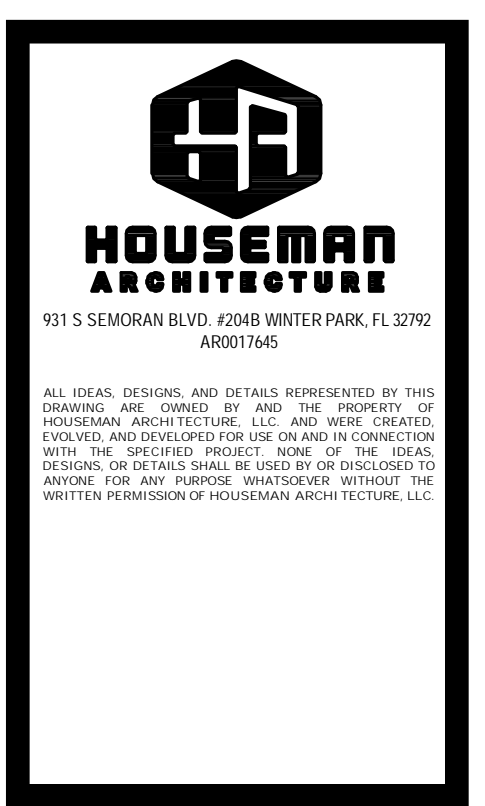 HA
HOUSEMAN
ARCHITECTURE
931 S SEMORAN BLVD. #204B WINTER PARK, FL 32792
AR0017645
ALL IDEAS, DESIGNS, AND DETAILS REPRESENTED BY THIS
DRAWING ARE OWNED BY AND THE PROPERTY OF
HOUSEMAN ARCHITECTURE, LLC. AND WERE CREATED,
EVOLVED, AND DEVELOPED FOR USE ON AND IN CONNECTION
WITH THE SPECIFIED PROJECT. NONE OF THE IDEAS,
DESIGNS, OR DETAILS SHALL BE USED BY OR DISCLOSED TO
ANYONE FOR ANY PURPOSE WHATSOEVER WITHOUT THE
WRITTEN PERMISSION OF HOUSEMAN ARCHITECTURE, LLC.